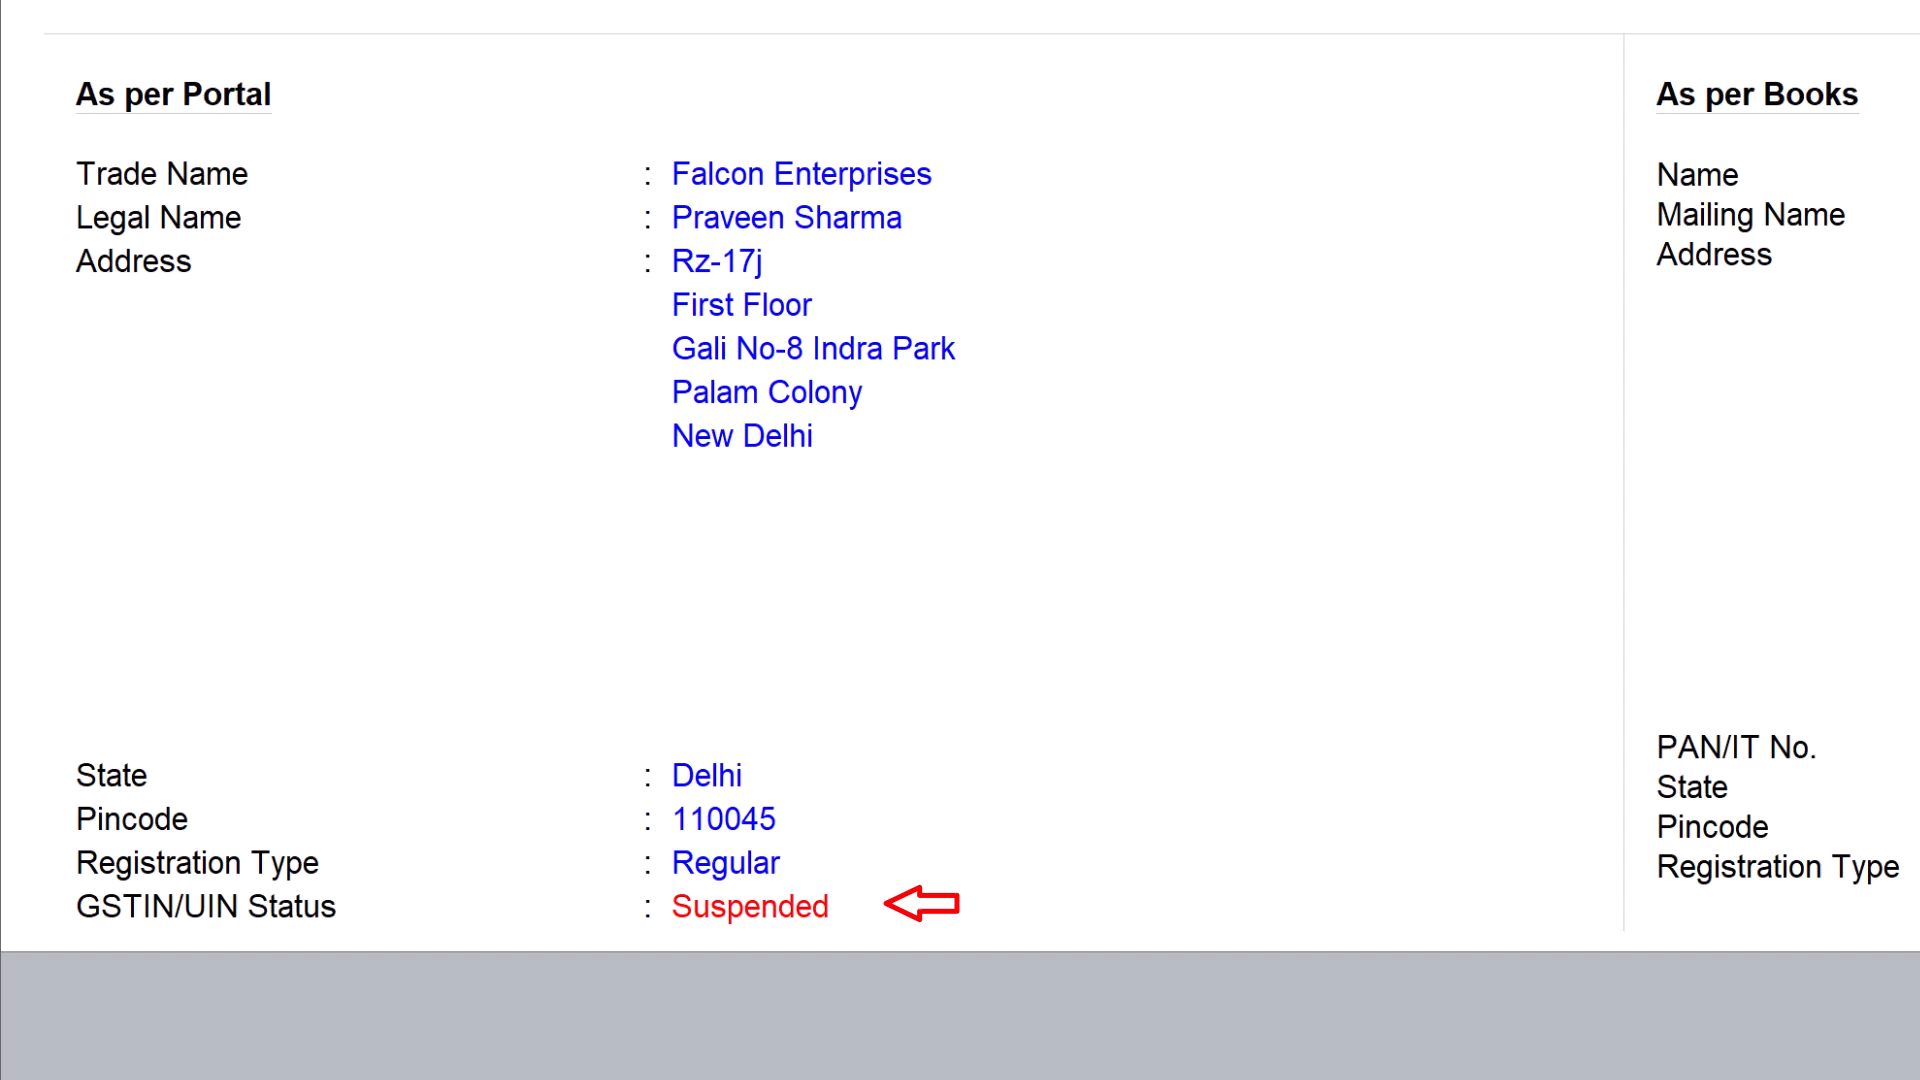 As per Portal
Trade Name : Falcon Enterprises
Legal Name : Praveen Sharma
Address : Rz-17j
First Floor
Gali No-8 Indra Park
Palam Colony
New Delhi
State : Delhi
Pincode : 110045
Registration Type : Regular
GSTIN/UIN Status : Suspended
As per Books
Name
Mailing Name
Address
PAN/IT No.
State
Pincode
Registration Type